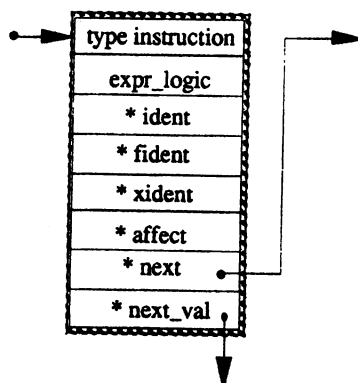 type instruction
expr_logic
* ident
* fident
* xident
* affect
* next
* next_val